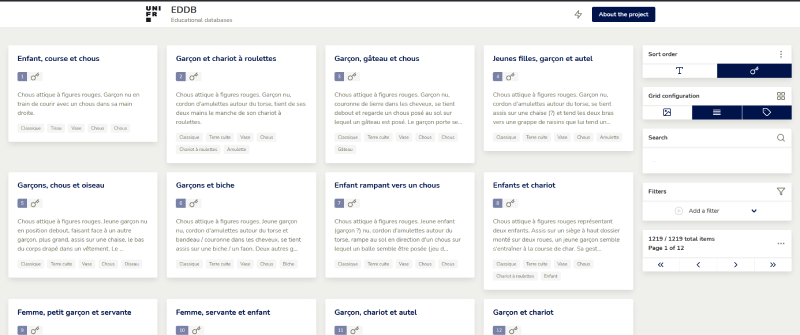 UNI
FR
EDDB
Educational databases
About the project
Enfant, course et chous
1
Chous attique à figures rouges. Garçon nu en
train de courir avec un chous dans sa main
droite.
Classique Tissu Vase Chous Chous
Garçon et chariot à roulettes
2
Chous attique à figures rouges. Garçon nu,
cordon d'amulettes autour du torse, tient de ses
deux mains le manche de son chariot à
roulettes.
Classique Terre cuite Vase Chous
Chariot à roulettes Amulette
Garçon, gâteau et chous
3
Chous attique à figures rouges. Garçon nu,
couronne de lierre dans les cheveux, se tient
debout et regarde un chous posé au sol sur
lequel un gâteau est posé. Le garçon porte se...
Classique Terre cuite Vase Chous Chous
Gâteau
Jeunes filles, garçon et autel
4
Chous attique à figures rouges. Garçon nu,
cordon d'amulettes autour du torse, se tient
assis sur une chaise (?) et tend les deux bras
vers une grappe de raisins que lui tend un...
Classique Terre cuite Vase Chous Amulette
Garçons, chous et oiseau
5
Chous attique à figures rouges. Jeune garçon nu
en position debout, faisant face à un autre
garçon, plus grand, assis sur une chaise, le bas
du corps drapé dans un vêtement. Le ...
Classique Terre cuite Vase Chous Oiseau
Garçons et biche
6
Chous attique à figures rouges. Jeune garçon
nu, cordon d'amulettes autour du torse et
bandeau / couronne dans les cheveux, se tient
assis sur une biche / un faon. Deux autres g...
Classique Terre cuite Vase Chous Biche
Enfant rampant vers un chous
7
Chous attique à figures rouges. Jeune enfant
(garçon ?) nu, cordon d'amulettes autour du
torse, rampe au sol en direction d'un chous sur
lequel un balle semble être posée (jeu d...
Classique Terre cuite Vase Chous Chous
Enfants et chariot
8
Chous attique à figures rouges représentant
deux enfants. Assis sur un siège à haut dossier
monté sur deux roues, un jeune garçon semble
s'entraîner à la course de char. Sa gest...
Classique Terre cuite Vase Chous
Chariot à roulettes Enfant
Femme, petit garçon et servante
9
Femme, servante et enfant
10
Garçon, chariot et autel
11
Garçon et chariot
12
Sort order
Grid configuration
Search
Filters
Add a filter
1219 / 1219 total items
Page 1 of 12